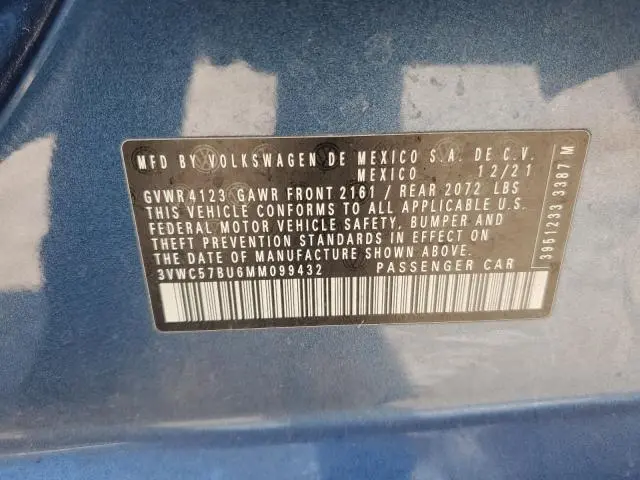 MFD BY VOLKSWAGEN DE MEXICO S.A. DE C.V.
MEXICO 12/21
GVWR 4123 GAWR FRONT 2161 / REAR 2072 LBS
THIS VEHICLE CONFORMS TO ALL APPLICABLE U.S.
FEDERAL MOTOR VEHICLE SAFETY, BUMPER AND
THEFT PREVENTION STANDARDS IN EFFECT ON
THE DATE OF MANUFACTURE SHOWN ABOVE.
3VWC57BU6MM099432 PASSENGER CAR
3951233 3387 M